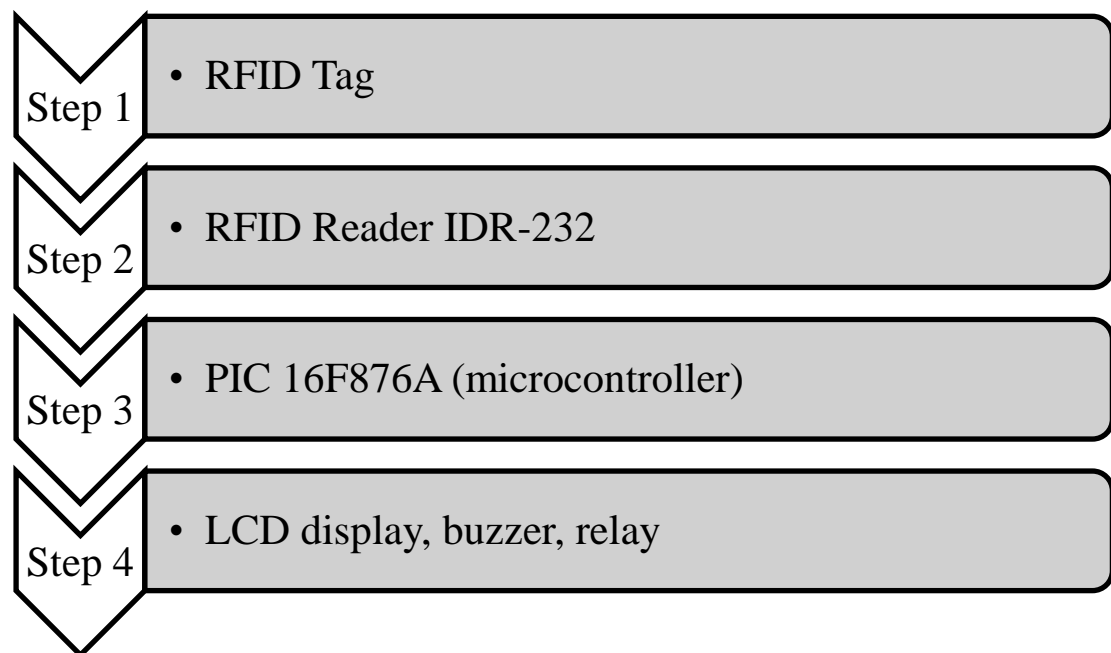 Step 1
• RFID Tag
Step 2
• RFID Reader IDR-232
Step 3
• PIC 16F876A (microcontroller)
Step 4
• LCD display, buzzer, relay